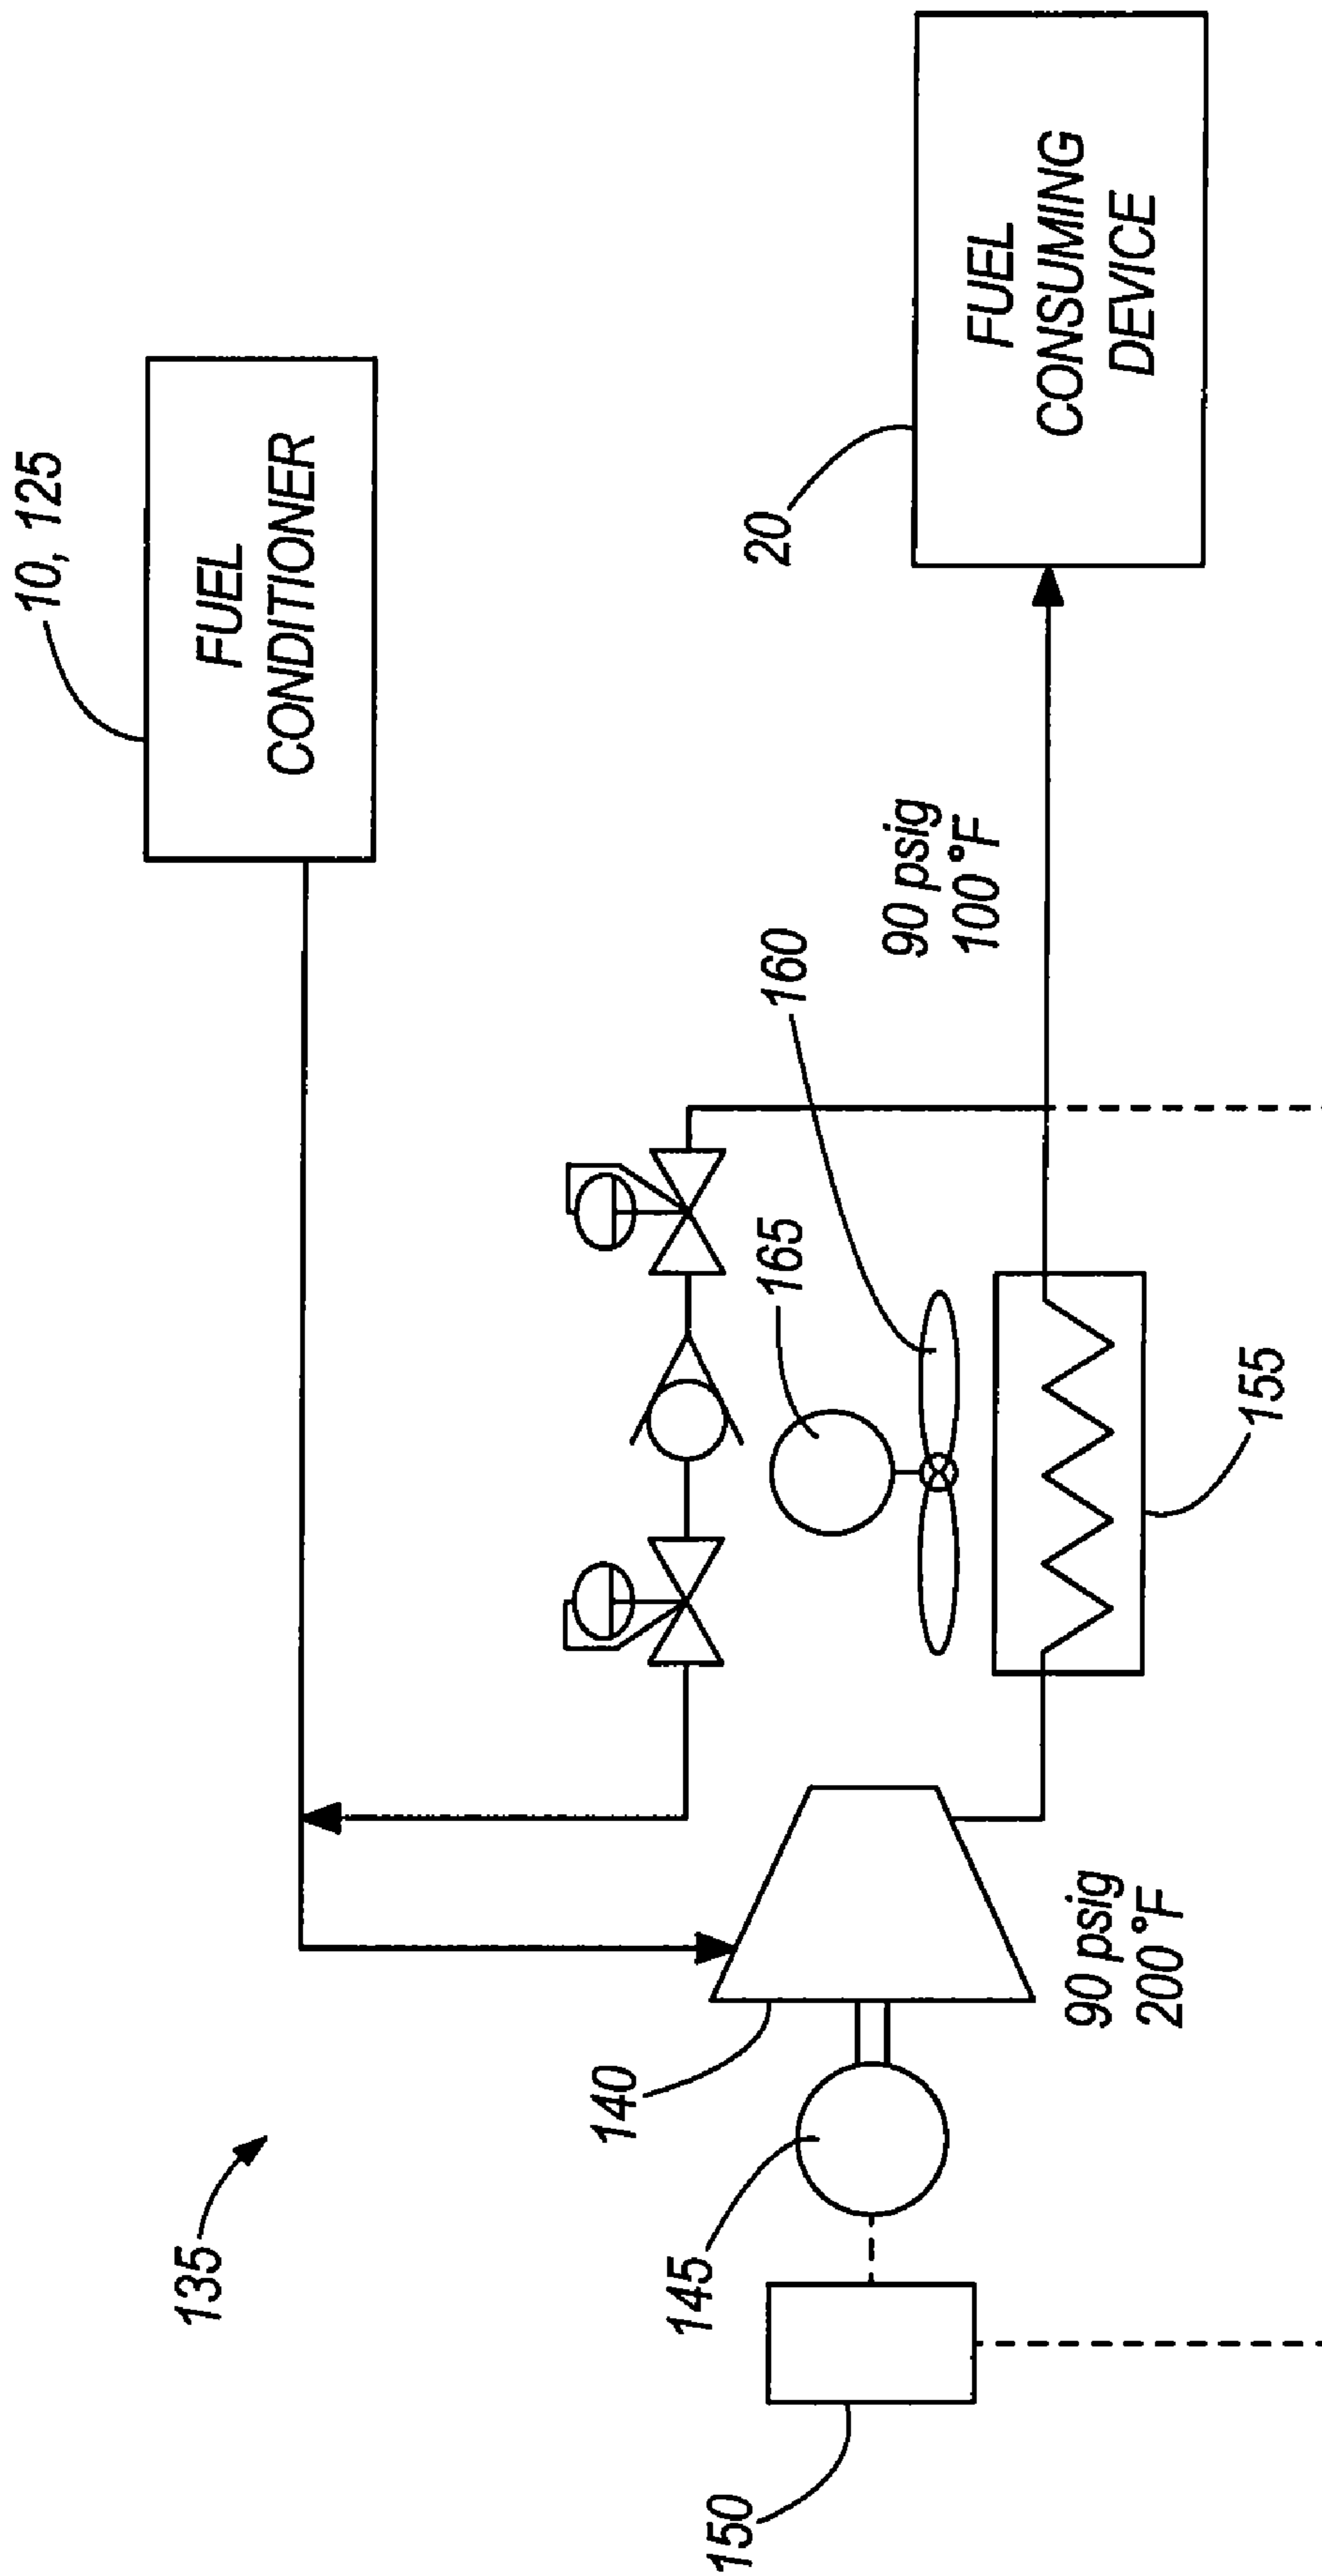 10, 125
FUEL
CONDITIONER
135
20
FUEL
CONSUMING
DEVICE
90 psig
100 °F
160
165
155
140
90 psig
200 °F
145
150